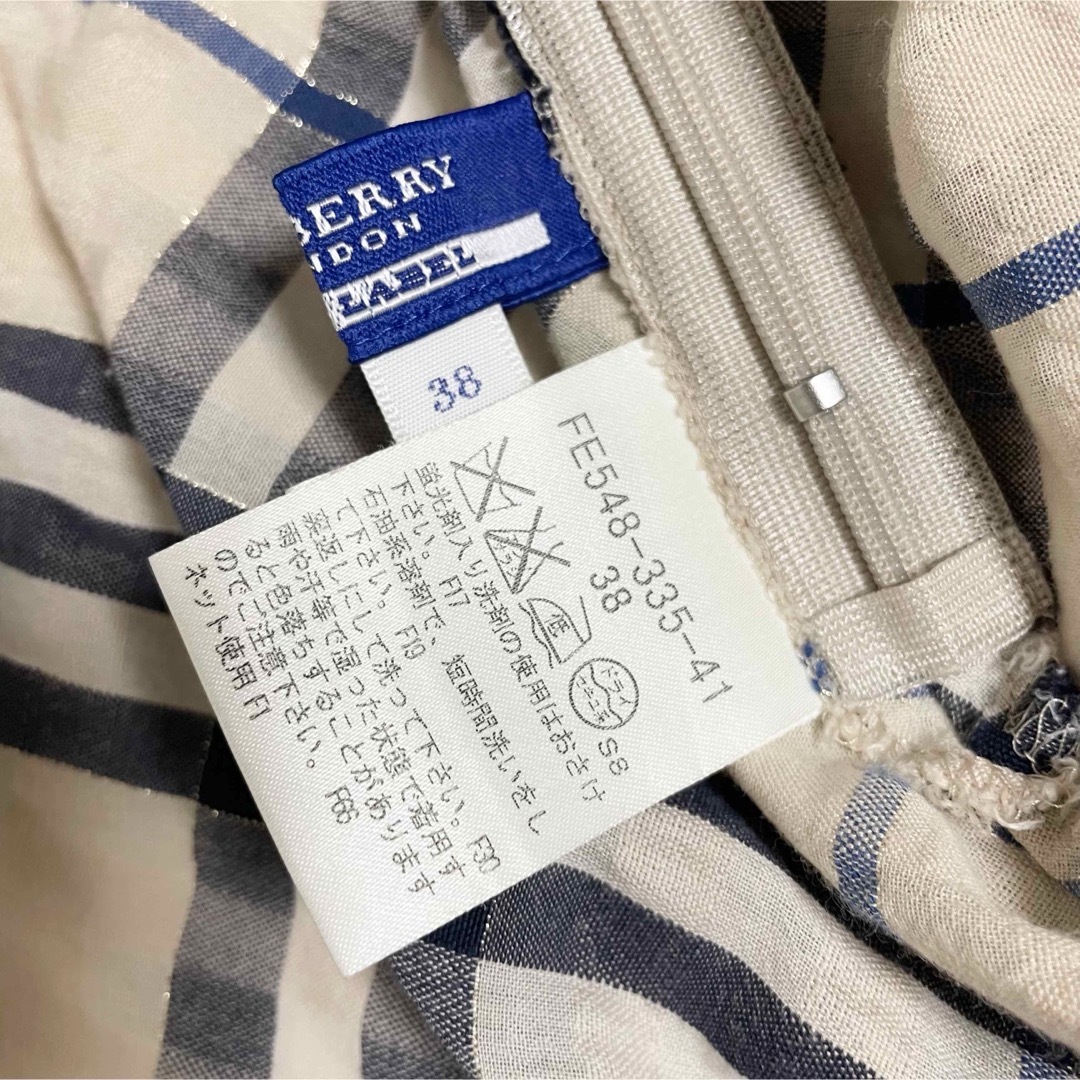 BERRY
NDON
LABEL
38
FE548-335-41
38
低
ドライ
S8
蛍光剤入り洗剤の使用はおさけ
下さい。 F17 短時間洗いをし
て下さい。 F19
石油系溶剤で、
裏返しにして洗って下さい。 F30
雨や汗等で湿った状態で着用す
ると色落ちすることがあります
のでご注意下さい。 F66
ネット使用